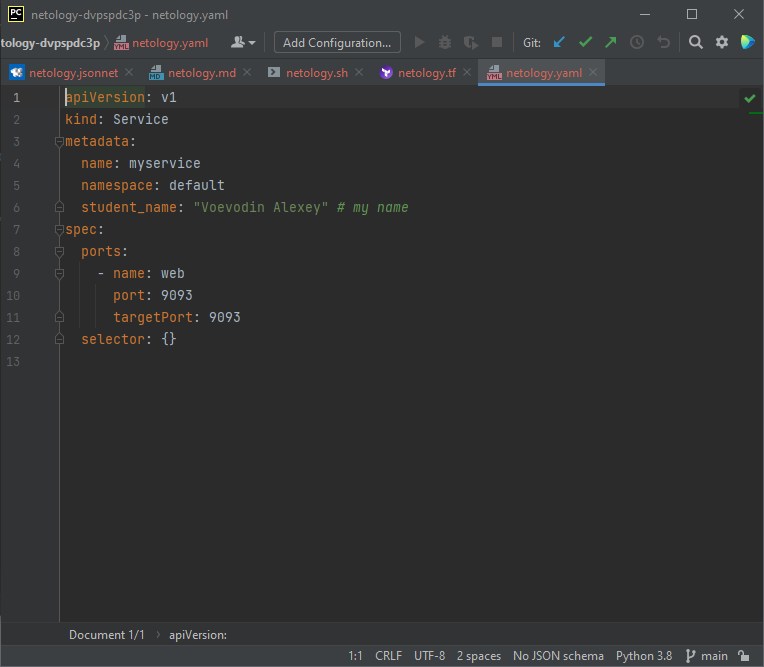 PC netology-dvpspdc3p - netology.yaml
tology-dvpspdc3p netology.yaml Add Configuration... Git:
netology.jsonnet netology.md netology.sh netology.tf netology.yaml
1 apiVersion: v1
2 kind: Service
3 metadata:
4 name: myservice
5 namespace: default
6 student_name: "Voevodin Alexey" # my name
7 spec:
8 ports:
9 - name: web
10 port: 9093
11 targetPort: 9093
12 selector: {}
13
Document 1/1 › apiVersion:
1:1 CRLF UTF-8 2 spaces No JSON schema Python 3.8 main